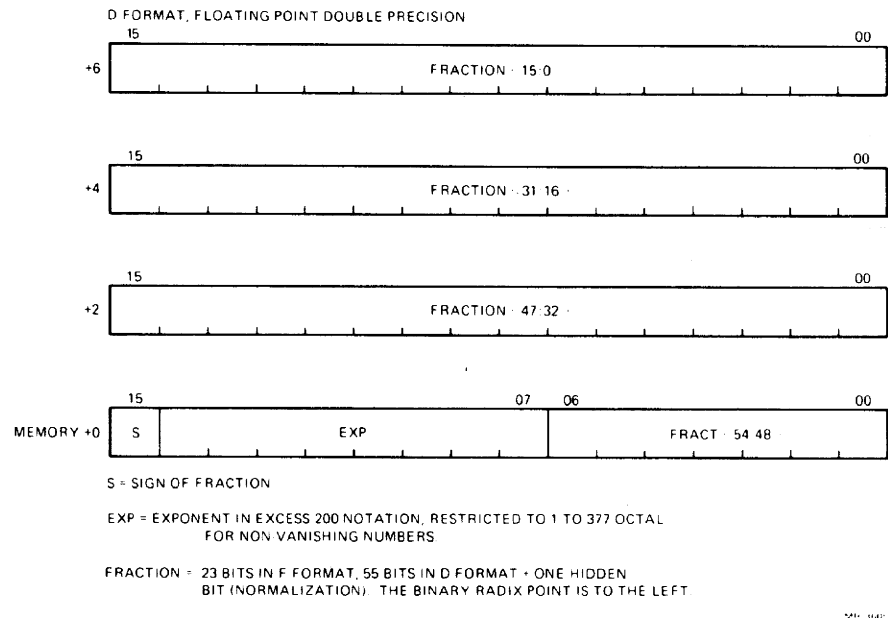 D FORMAT, FLOATING POINT DOUBLE PRECISION
15 00
+6 FRACTION · 15:0
15 00
+4 FRACTION · 31:16
15 00
+2 FRACTION · 47:32
15 07 06 00
MEMORY +0 S EXP FRACT · 54:48
S = SIGN OF FRACTION
EXP = EXPONENT IN EXCESS 200 NOTATION, RESTRICTED TO 1 TO 377 OCTAL
FOR NON-VANISHING NUMBERS
FRACTION = 23 BITS IN F FORMAT, 55 BITS IN D FORMAT + ONE HIDDEN
BIT (NORMALIZATION). THE BINARY RADIX POINT IS TO THE LEFT.